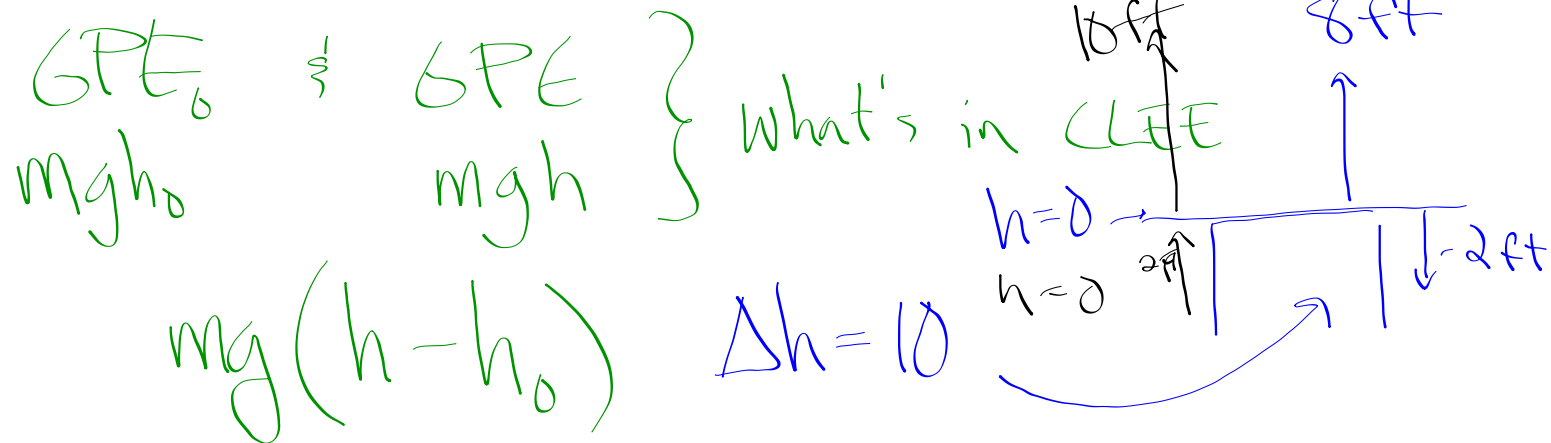 GPE₀ & GPE } What's in CLEE
mgh₀ mgh
mg(h - h₀)
Δh = 10
10ft
8ft
h=0
h=0
2ft
-2ft